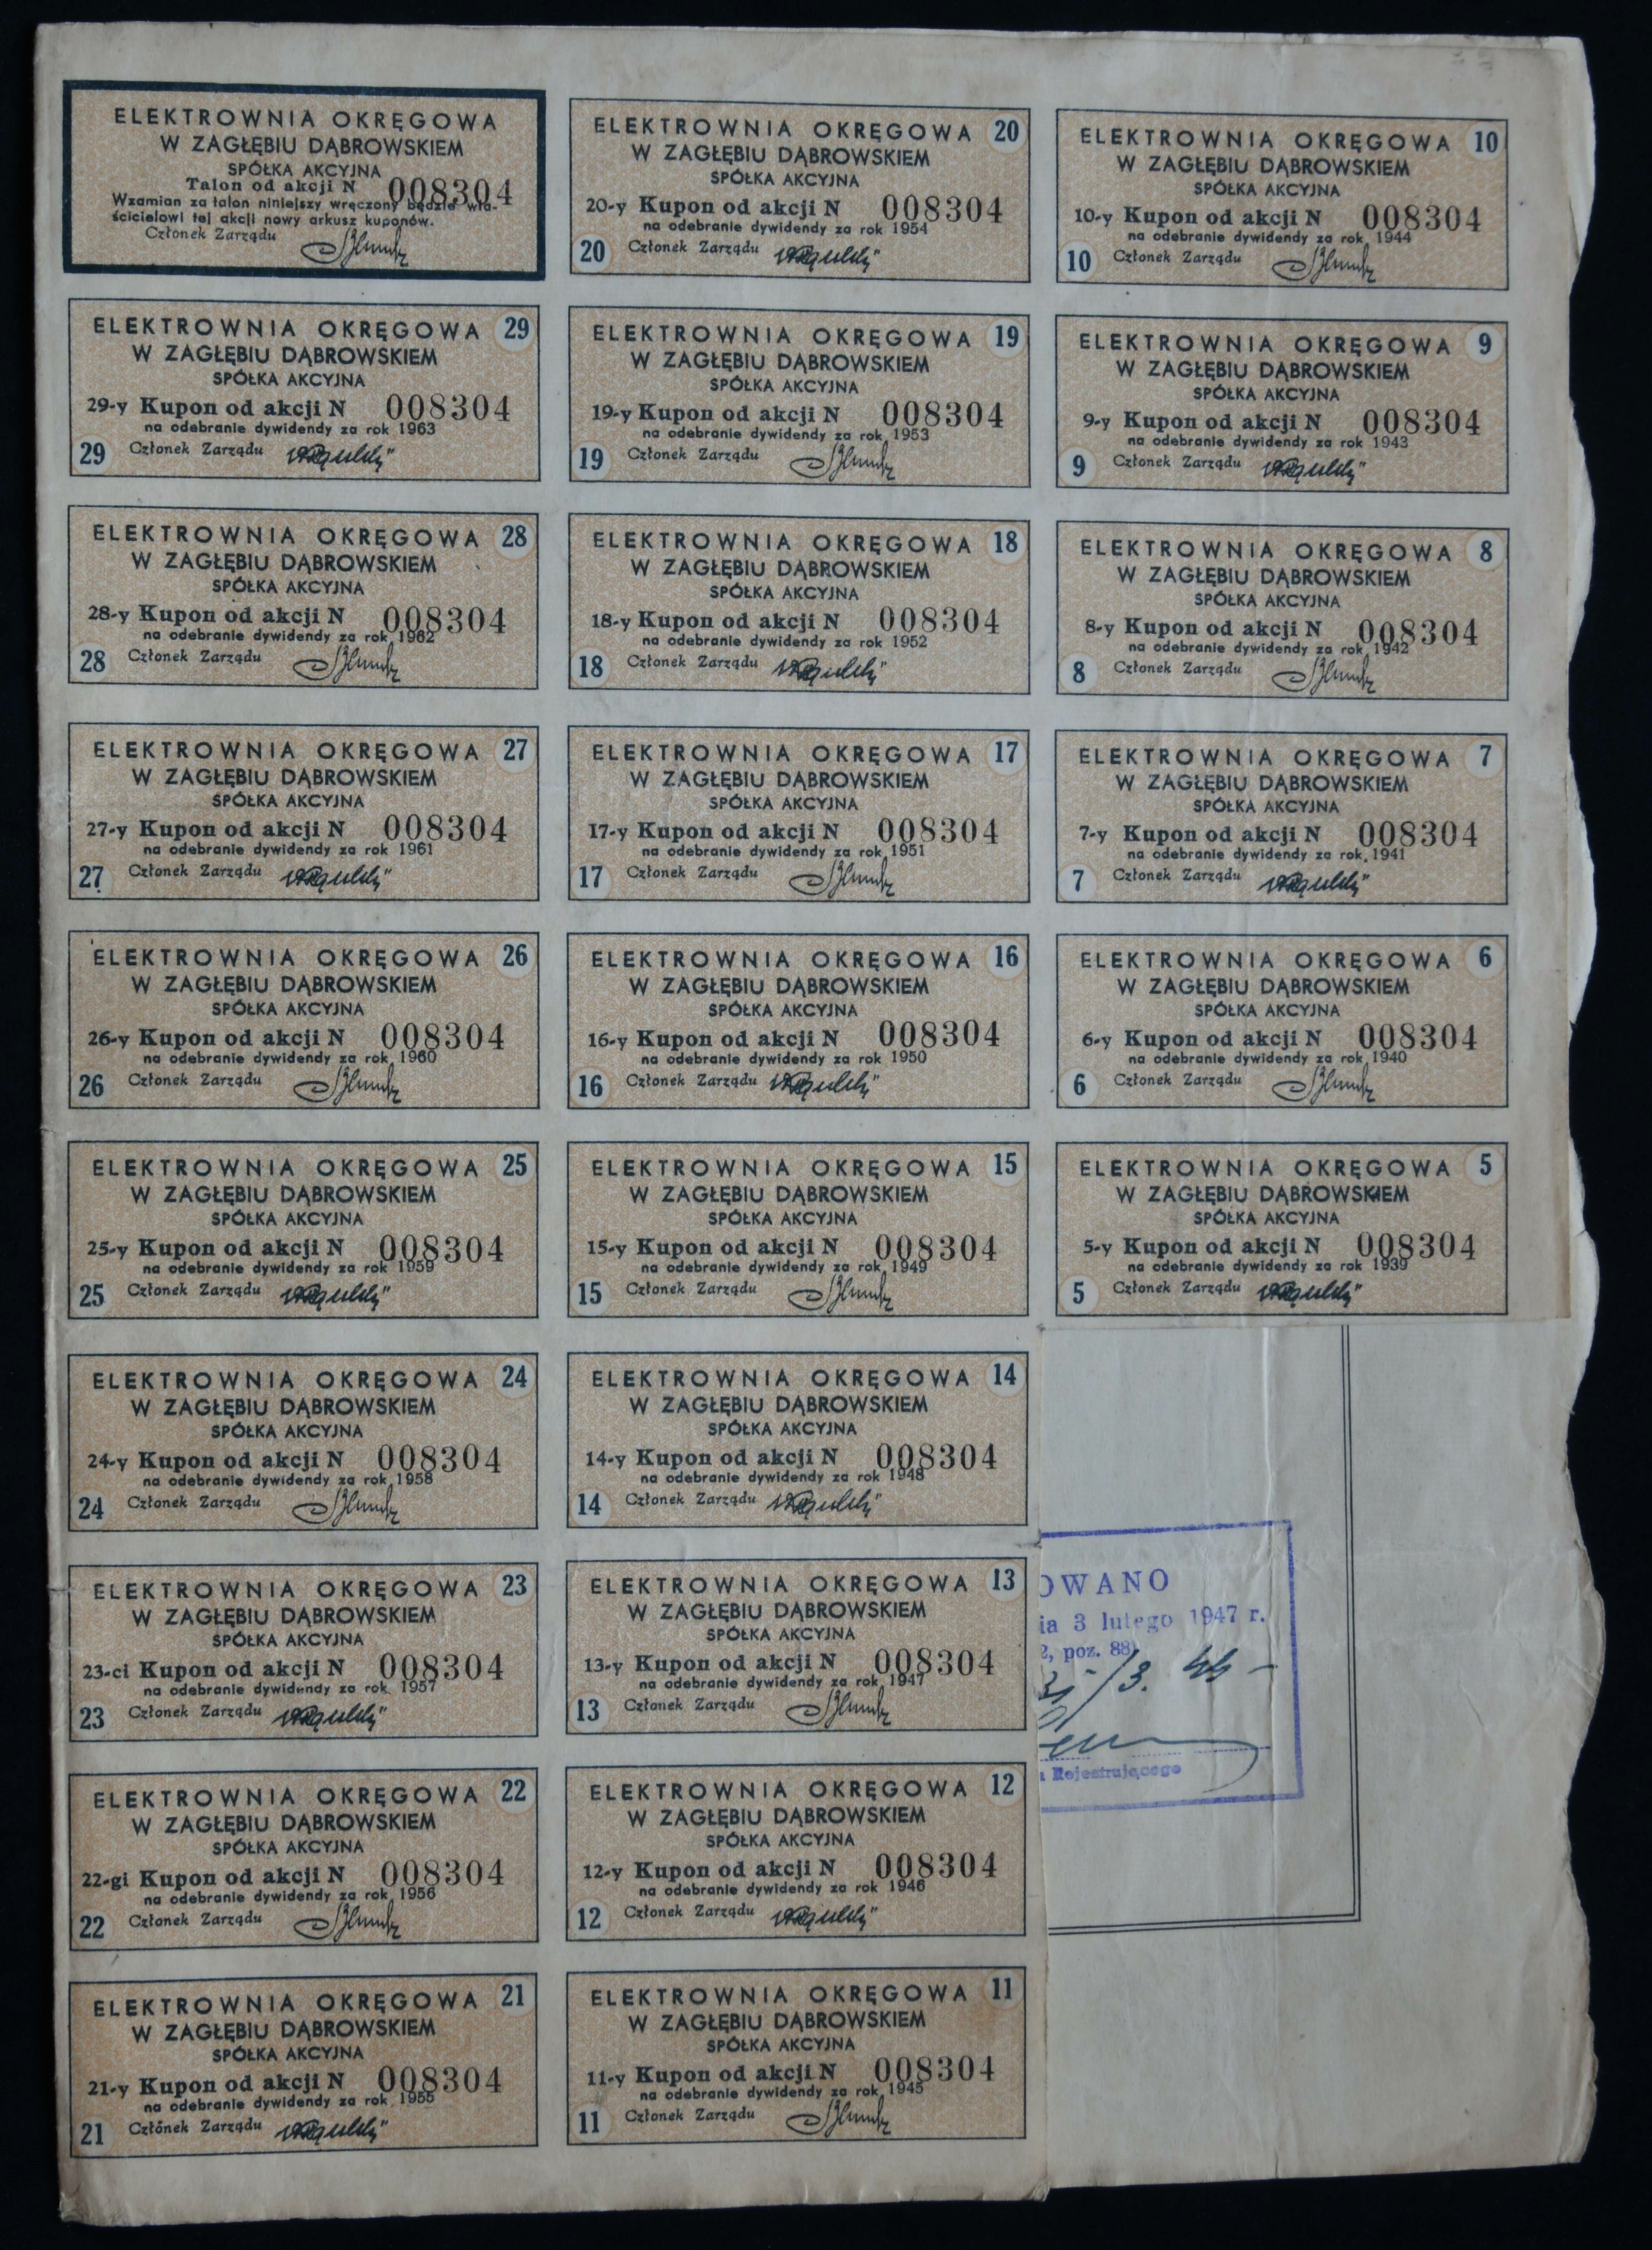 ELEKTROWNIA OKRĘGOWA
W ZAGŁĘBIU DĄBROWSKIEM
SPÓŁKA AKCYJNA
Talon od akcji N 008304
Wzamian za talon niniejszy wręczony będzie wła-
ścicielowi tej akcji nowy arkusz kuponów.
Członek Zarządu
ELEKTROWNIA OKRĘGOWA 29
W ZAGŁĘBIU DĄBROWSKIEM
SPÓŁKA AKCYJNA
29-y Kupon od akcji N 008304
na odebranie dywidendy za rok 1963
29 Członek Zarządu
ELEKTROWNIA OKRĘGOWA 28
W ZAGŁĘBIU DĄBROWSKIEM
SPÓŁKA AKCYJNA
28-y Kupon od akcji N 008304
na odebranie dywidendy za rok 1962
28 Członek Zarządu
ELEKTROWNIA OKRĘGOWA 27
W ZAGŁĘBIU DĄBROWSKIEM
SPÓŁKA AKCYJNA
27-y Kupon od akcji N 008304
na odebranie dywidendy za rok 1961
27 Członek Zarządu
ELEKTROWNIA OKRĘGOWA 26
W ZAGŁĘBIU DĄBROWSKIEM
SPÓŁKA AKCYJNA
26-y Kupon od akcji N 008304
na odebranie dywidendy za rok 1960
26 Członek Zarządu
ELEKTROWNIA OKRĘGOWA 25
W ZAGŁĘBIU DĄBROWSKIEM
SPÓŁKA AKCYJNA
25-y Kupon od akcji N 008304
na odebranie dywidendy za rok 1959
25 Członek Zarządu
ELEKTROWNIA OKRĘGOWA 24
W ZAGŁĘBIU DĄBROWSKIEM
SPÓŁKA AKCYJNA
24-y Kupon od akcji N 008304
na odebranie dywidendy za rok 1958
24 Członek Zarządu
ELEKTROWNIA OKRĘGOWA 23
W ZAGŁĘBIU DĄBROWSKIEM
SPÓŁKA AKCYJNA
23-ci Kupon od akcji N 008304
na odebranie dywidendy za rok 1957
23 Członek Zarządu
ELEKTROWNIA OKRĘGOWA 22
W ZAGŁĘBIU DĄBROWSKIEM
SPÓŁKA AKCYJNA
22-gi Kupon od akcji N 008304
na odebranie dywidendy za rok 1956
22 Członek Zarządu
ELEKTROWNIA OKRĘGOWA 21
W ZAGŁĘBIU DĄBROWSKIEM
SPÓŁKA AKCYJNA
21-y Kupon od akcji N 008304
na odebranie dywidendy za rok 1955
21 Członek Zarządu
ELEKTROWNIA OKRĘGOWA 20
W ZAGŁĘBIU DĄBROWSKIEM
SPÓŁKA AKCYJNA
20-y Kupon od akcji N 008304
na odebranie dywidendy za rok 1954
20 Członek Zarządu
ELEKTROWNIA OKRĘGOWA 19
W ZAGŁĘBIU DĄBROWSKIEM
SPÓŁKA AKCYJNA
19-y Kupon od akcji N 008304
na odebranie dywidendy za rok 1953
19 Członek Zarządu
ELEKTROWNIA OKRĘGOWA 18
W ZAGŁĘBIU DĄBROWSKIEM
SPÓŁKA AKCYJNA
18-y Kupon od akcji N 008304
na odebranie dywidendy za rok 1952
18 Członek Zarządu
ELEKTROWNIA OKRĘGOWA 17
W ZAGŁĘBIU DĄBROWSKIEM
SPÓŁKA AKCYJNA
17-y Kupon od akcji N 008304
na odebranie dywidendy za rok 1951
17 Członek Zarządu
ELEKTROWNIA OKRĘGOWA 16
W ZAGŁĘBIU DĄBROWSKIEM
SPÓŁKA AKCYJNA
16-y Kupon od akcji N 008304
na odebranie dywidendy za rok 1950
16 Członek Zarządu
ELEKTROWNIA OKRĘGOWA 15
W ZAGŁĘBIU DĄBROWSKIEM
SPÓŁKA AKCYJNA
15-y Kupon od akcji N 008304
na odebranie dywidendy za rok 1949
15 Członek Zarządu
ELEKTROWNIA OKRĘGOWA 14
W ZAGŁĘBIU DĄBROWSKIEM
SPÓŁKA AKCYJNA
14-y Kupon od akcji N 008304
na odebranie dywidendy za rok 1948
14 Członek Zarządu
ELEKTROWNIA OKRĘGOWA 13
W ZAGŁĘBIU DĄBROWSKIEM
SPÓŁKA AKCYJNA
13-y Kupon od akcji N 008304
na odebranie dywidendy za rok 1947
13 Członek Zarządu
ELEKTROWNIA OKRĘGOWA 12
W ZAGŁĘBIU DĄBROWSKIEM
SPÓŁKA AKCYJNA
12-y Kupon od akcji N 008304
na odebranie dywidendy za rok 1946
12 Członek Zarządu
ELEKTROWNIA OKRĘGOWA 11
W ZAGŁĘBIU DĄBROWSKIEM
SPÓŁKA AKCYJNA
11-y Kupon od akcji N 008304
na odebranie dywidendy za rok 1945
11 Członek Zarządu
ELEKTROWNIA OKRĘGOWA 10
W ZAGŁĘBIU DĄBROWSKIEM
SPÓŁKA AKCYJNA
10-y Kupon od akcji N 008304
na odebranie dywidendy za rok 1944
10 Członek Zarządu
ELEKTROWNIA OKRĘGOWA 9
W ZAGŁĘBIU DĄBROWSKIEM
SPÓŁKA AKCYJNA
9-y Kupon od akcji N 008304
na odebranie dywidendy za rok 1943
9 Członek Zarządu
ELEKTROWNIA OKRĘGOWA 8
W ZAGŁĘBIU DĄBROWSKIEM
SPÓŁKA AKCYJNA
8-y Kupon od akcji N 008304
na odebranie dywidendy za rok 1942
8 Członek Zarządu
ELEKTROWNIA OKRĘGOWA 7
W ZAGŁĘBIU DĄBROWSKIEM
SPÓŁKA AKCYJNA
7-y Kupon od akcji N 008304
na odebranie dywidendy za rok 1941
7 Członek Zarządu
ELEKTROWNIA OKRĘGOWA 6
W ZAGŁĘBIU DĄBROWSKIEM
SPÓŁKA AKCYJNA
6-y Kupon od akcji N 008304
na odebranie dywidendy za rok 1940
6 Członek Zarządu
ELEKTROWNIA OKRĘGOWA 5
W ZAGŁĘBIU DĄBROWSKIEM
SPÓŁKA AKCYJNA
5-y Kupon od akcji N 008304
na odebranie dywidendy za rok 1939
5 Członek Zarządu
OWANO
ia 3 lutego 1947 r.
2, poz. 88)
Rejestrującego